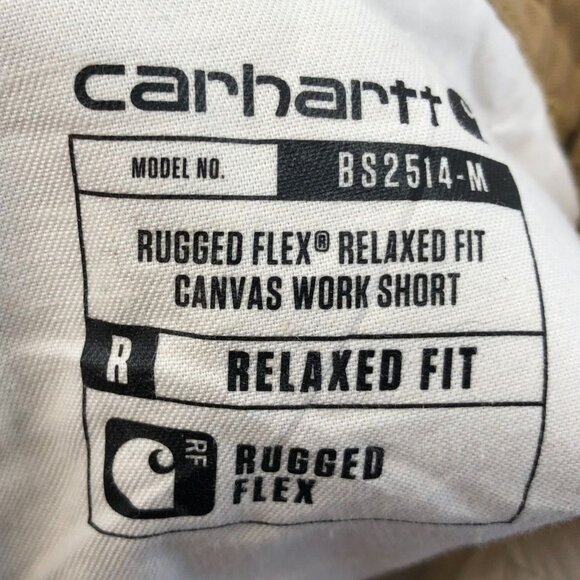 carhartt
MODEL NO. BS2514-M
RUGGED FLEX® RELAXED FIT
CANVAS WORK SHORT
R RELAXED FIT
RF
RUGGED
FLEX